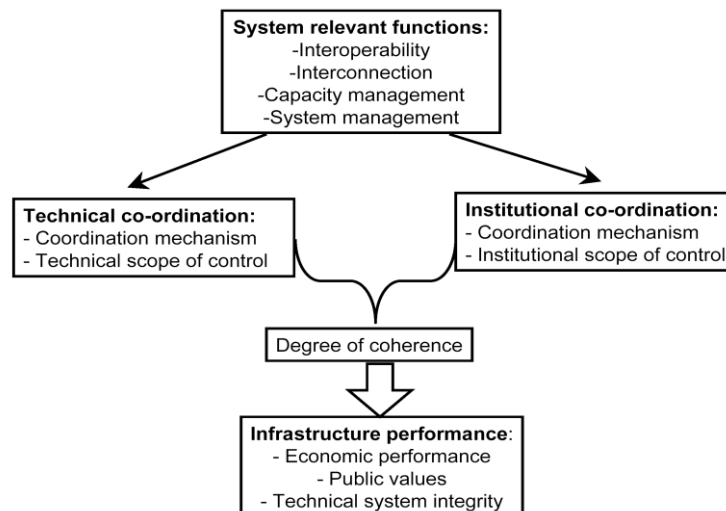 System relevant functions:
-Interoperability
-Interconnection
-Capacity management
-System management
Technical co-ordination:
- Coordination mechanism
- Technical scope of control
Institutional co-ordination:
- Coordination mechanism
- Institutional scope of control
Degree of coherence
Infrastructure performance:
- Economic performance
- Public values
- Technical system integrity